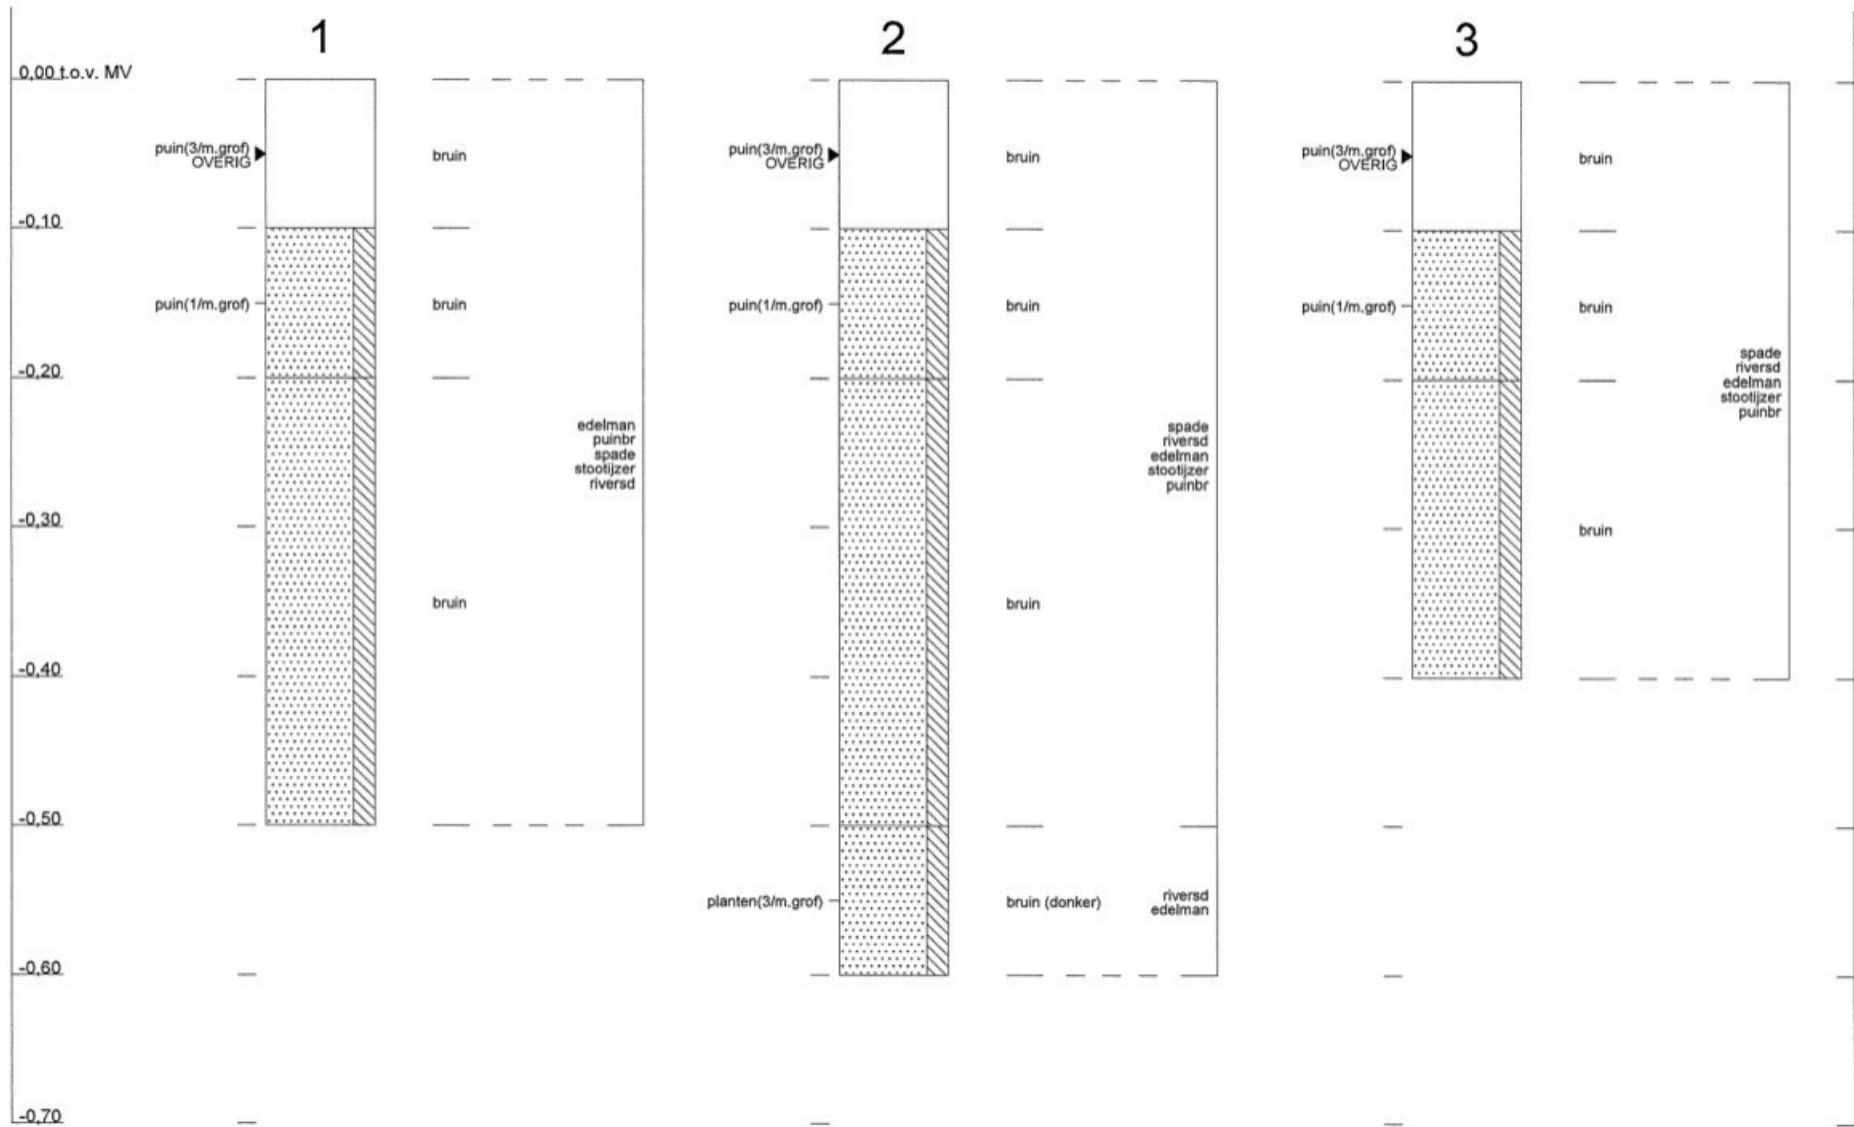 1
2
3
0,00 t.o.v. MV
puin(3/m.grof)
OVERIG
bruin
puin(3/m.grof)
OVERIG
bruin
puin(3/m.grof)
OVERIG
bruin
-0,10
puin(1/m.grof)
bruin
puin(1/m.grof)
bruin
puin(1/m.grof)
bruin
-0,20
edelman
puinbr
spade
stootijzer
riversd
spade
riversd
edelman
stootijzer
puinbr
spade
riversd
edelman
stootijzer
puinbr
-0,30
bruin
bruin
bruin
-0,40
-0,50
planten(3/m.grof)
bruin (donker)
riversd
edelman
-0,60
-0,70